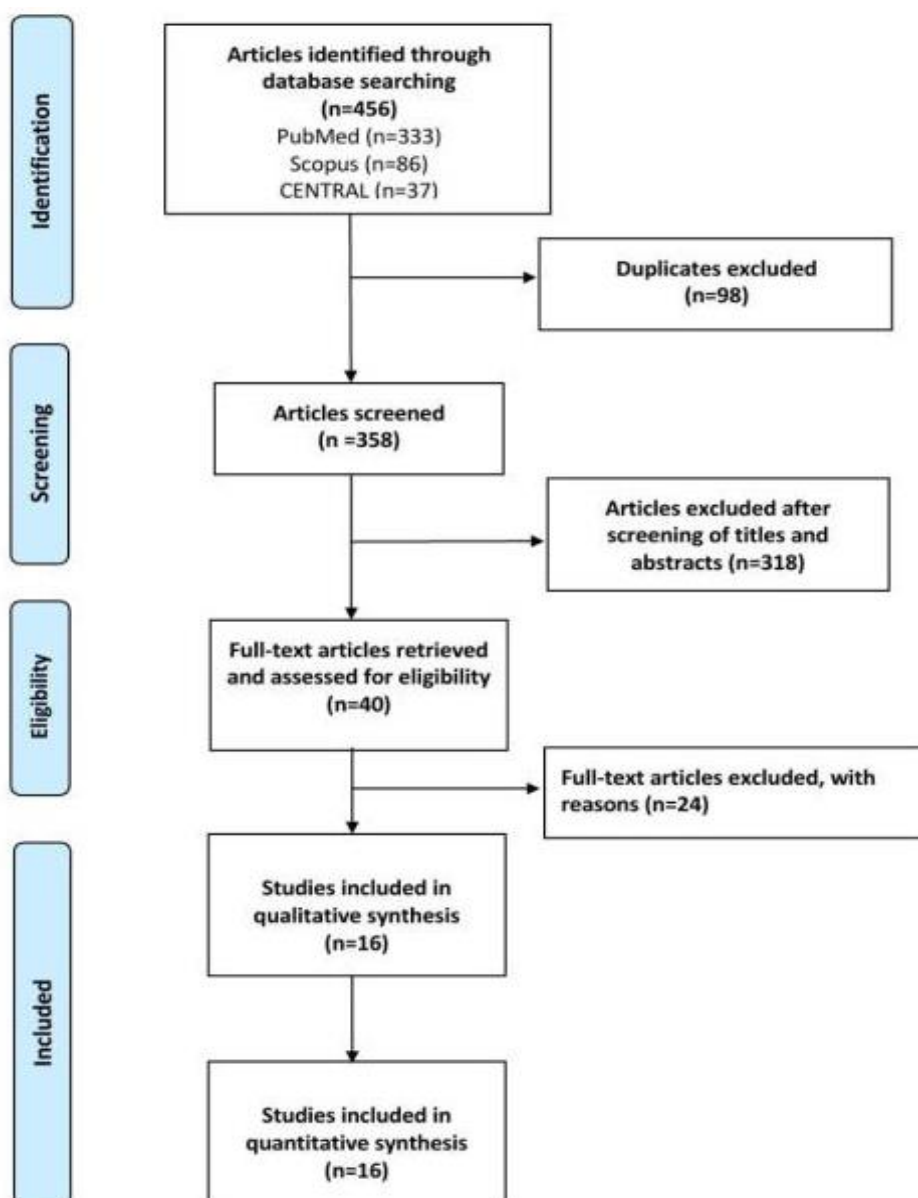 Identification
Articles identified through
database searching
(n=456)
PubMed (n=333)
Scopus (n=86)
CENTRAL (n=37)
Duplicates excluded
(n=98)
Screening
Articles screened
(n =358)
Articles excluded after
screening of titles and
abstracts (n=318)
Eligibility
Full-text articles retrieved
and assessed for eligibility
(n=40)
Full-text articles excluded, with
reasons (n=24)
Included
Studies included in
qualitative synthesis
(n=16)
Studies included in
quantitative synthesis
(n=16)